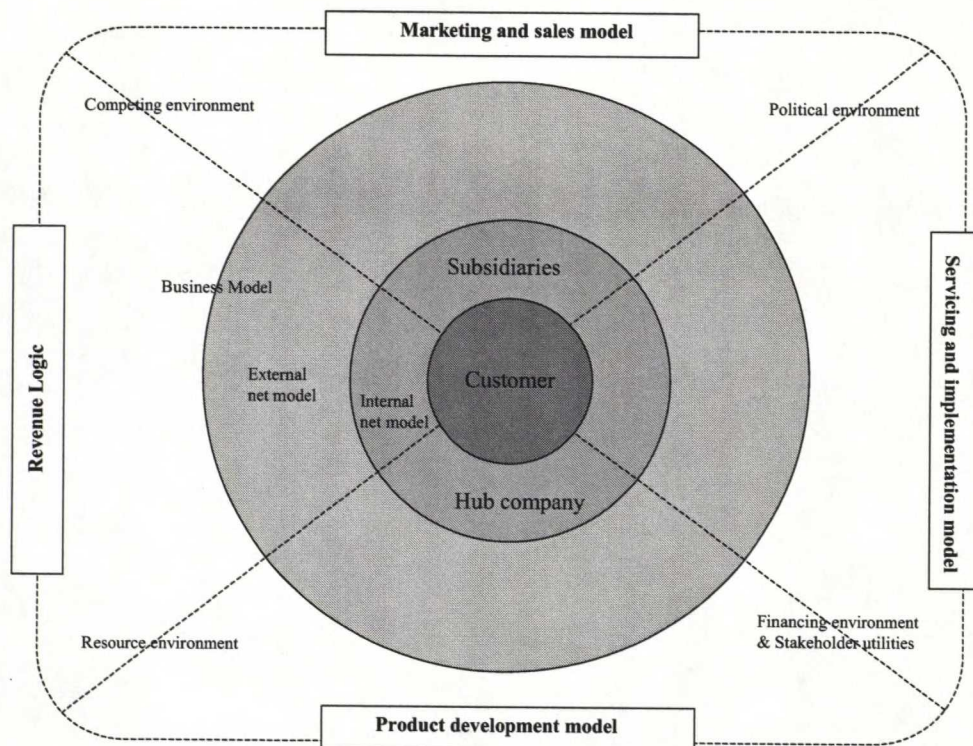 Marketing and sales model
Competing environment
Political environment
Subsidiaries
Business Model
Customer
External
net model
Internal
net model
Revenue Logic
Servicing and implementation model
Hub company
Resource environment
Financing environment
& Stakeholder utilities
Product development model